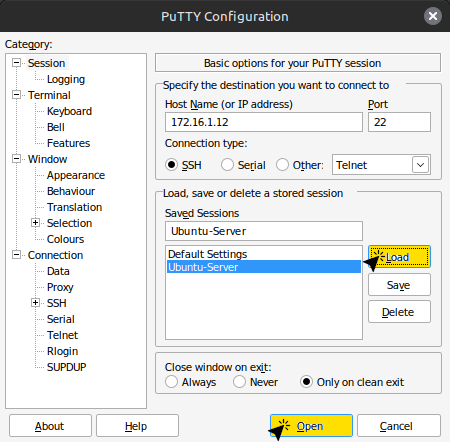 PuTTY Configuration
Category:
Session
Logging
Terminal
Keyboard
Bell
Features
Window
Appearance
Behaviour
Translation
Selection
Colours
Connection
Data
Proxy
SSH
Serial
Telnet
Rlogin
SUPDUP
Basic options for your PuTTY session
Specify the destination you want to connect to
Host Name (or IP address) Port
172.16.1.12 22
Connection type:
SSH Serial Other: Telnet
Load, save or delete a stored session
Saved Sessions
Ubuntu-Server
Default Settings
Ubuntu-Server
Load
Save
Delete
Close window on exit:
Always Never Only on clean exit
About Help Open Cancel